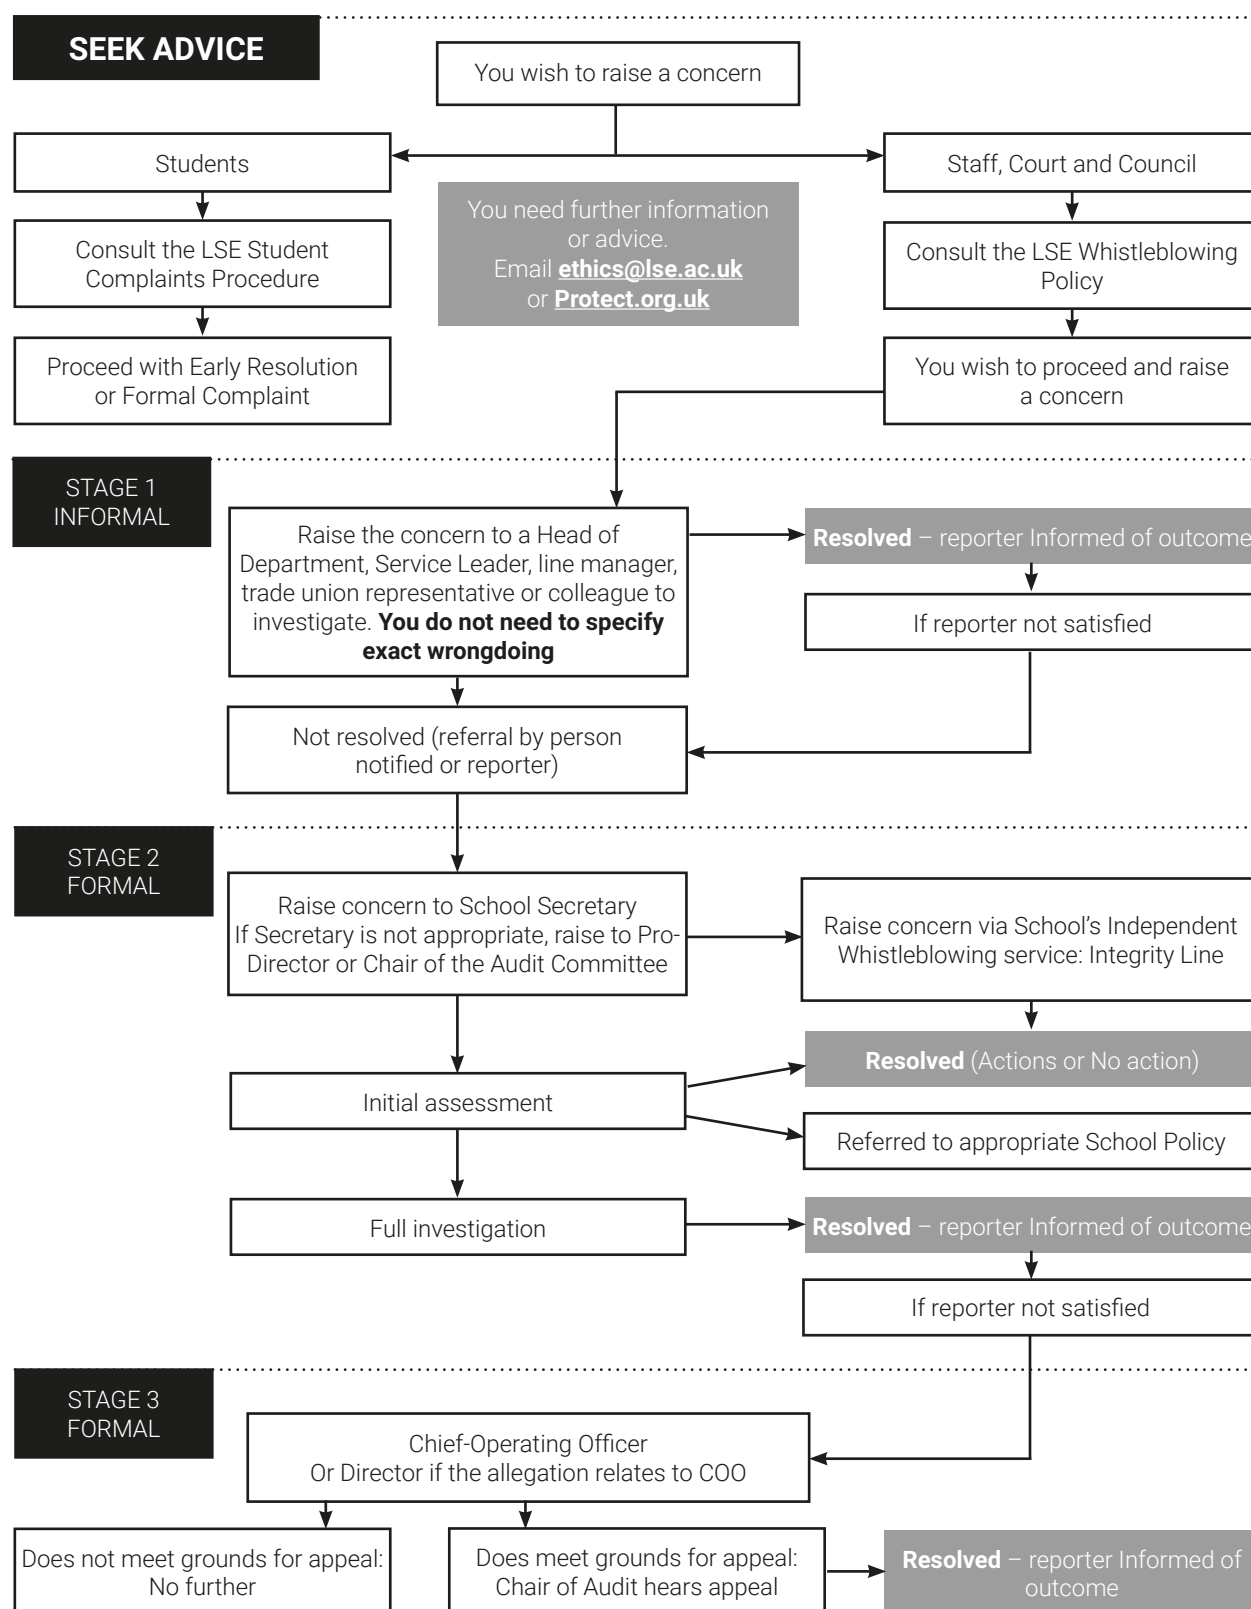 SEEK ADVICE
You wish to raise a concern
Students
Staff, Court and Council
You need further information
or advice.
Email ethics@lse.ac.uk
or Protect.org.uk
Consult the LSE Student
Complaints Procedure
Consult the LSE Whistleblowing
Policy
Proceed with Early Resolution
or Formal Complaint
You wish to proceed and raise
a concern
STAGE 1
INFORMAL
Raise the concern to a Head of
Department, Service Leader, line manager,
trade union representative or colleague to
investigate. You do not need to specify
exact wrongdoing
Resolved – reporter Informed of outcome
If reporter not satisfied
Not resolved (referral by person
notified or reporter)
STAGE 2
FORMAL
Raise concern to School Secretary
If Secretary is not appropriate, raise to Pro-
Director or Chair of the Audit Committee
Raise concern via School's Independent
Whistleblowing service: Integrity Line
Resolved (Actions or No action)
Initial assessment
Referred to appropriate School Policy
Full investigation
Resolved – reporter Informed of outcome
If reporter not satisfied
STAGE 3
FORMAL
Chief-Operating Officer
Or Director if the allegation relates to COO
Does not meet grounds for appeal:
No further
Does meet grounds for appeal:
Chair of Audit hears appeal
Resolved – reporter Informed of
outcome